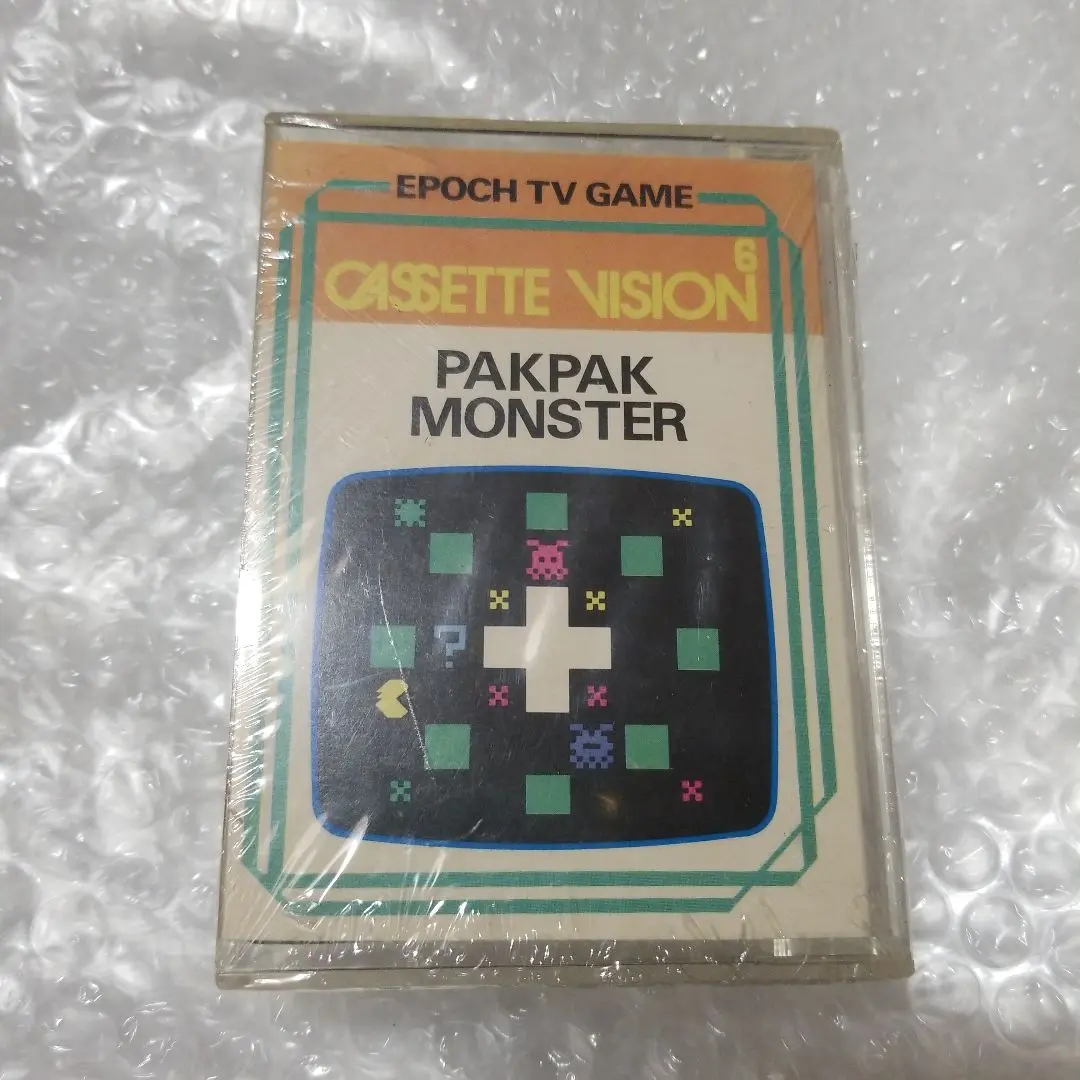 EPOCH TV GAME
6
CASSETTE VISION
PAKPAK
MONSTER
?